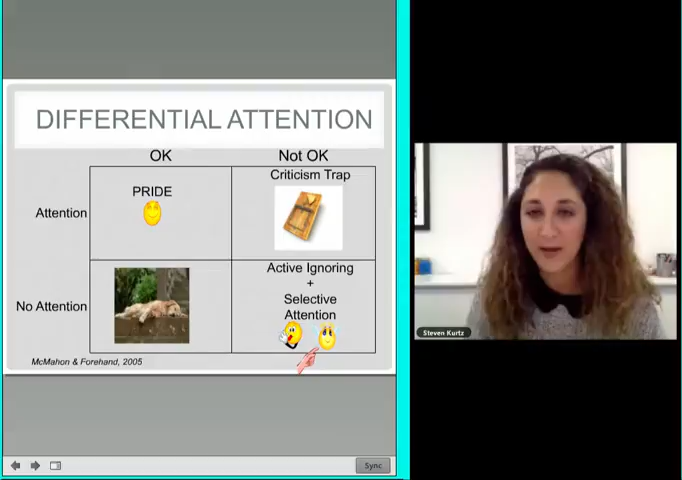 DIFFERENTIAL ATTENTION
OK
Not OK
Attention
PRIDE
Criticism Trap
No Attention
Active Ignoring
+
Selective
Attention
McMahon & Forehand, 2005
Sync
Steven Kurtz